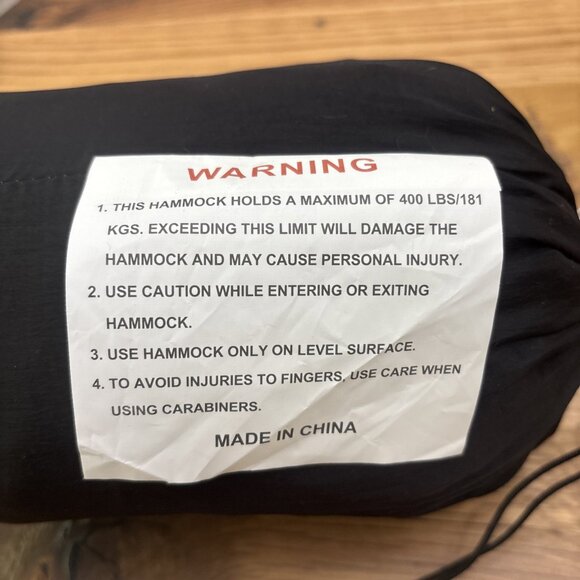 WARNING
1. THIS HAMMOCK HOLDS A MAXIMUM OF 400 LBS/181
KGS. EXCEEDING THIS LIMIT WILL DAMAGE THE
HAMMOCK AND MAY CAUSE PERSONAL INJURY.
2. USE CAUTION WHILE ENTERING OR EXITING
HAMMOCK.
3. USE HAMMOCK ONLY ON LEVEL SURFACE.
4. TO AVOID INJURIES TO FINGERS, USE CARE WHEN
USING CARABINERS.
MADE IN CHINA